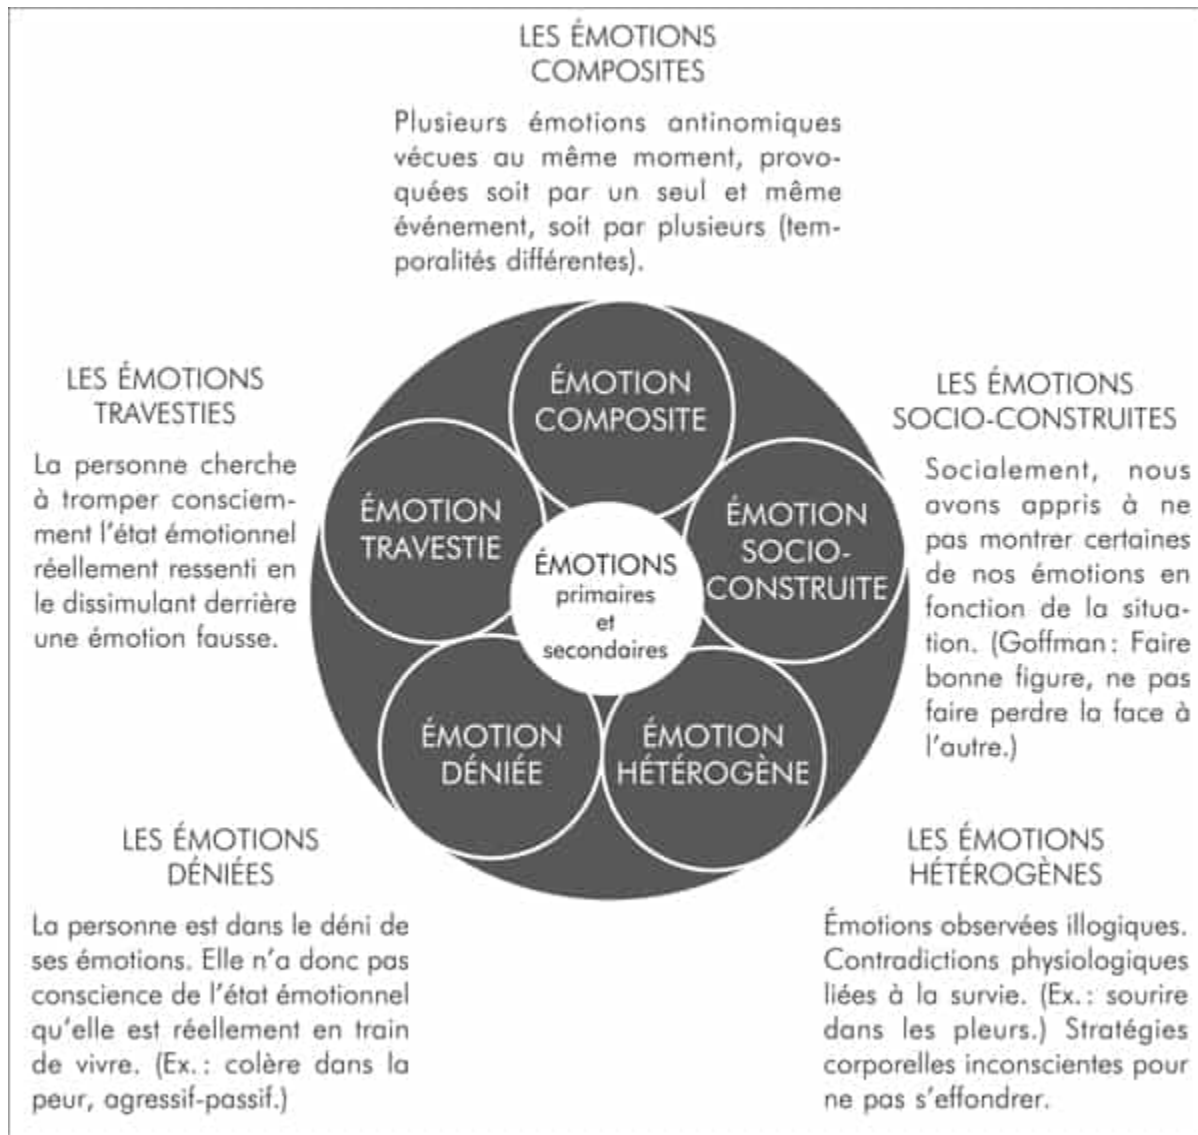 LES ÉMOTIONS
COMPOSITES
Plusieurs émotions antinomiques
vécues au même moment, provo-
quées soit par un seul et même
événement, soit par plusieurs (tem-
poralités différentes).
LES ÉMOTIONS
TRAVESTIES
La personne cherche
à tromper consciem-
ment l'état émotionnel
réellement ressenti en
le dissimulant derrière
une émotion fausse.
ÉMOTION
COMPOSITE
ÉMOTION
TRAVESTIE
ÉMOTION
SOCIO-
CONSTRUITE
ÉMOTIONS
primaires
et
secondaires
ÉMOTION
DÉNIÉE
ÉMOTION
HÉTÉROGÈNE
LES ÉMOTIONS
SOCIO-CONSTRUITES
Socialement, nous
avons appris à ne
pas montrer certaines
de nos émotions en
fonction de la situa-
tion. (Goffman : Faire
bonne figure, ne pas
faire perdre la face à
l'autre.)
LES ÉMOTIONS
DÉNIÉES
La personne est dans le déni de
ses émotions. Elle n'a donc pas
conscience de l'état émotionnel
qu'elle est réellement en train
de vivre. (Ex. : colère dans la
peur, agressif-passif.)
LES ÉMOTIONS
HÉTÉROGÈNES
Émotions observées illogiques.
Contradictions physiologiques
liées à la survie. (Ex. : sourire
dans les pleurs.) Stratégies
corporelles inconscientes pour
ne pas s'effondrer.